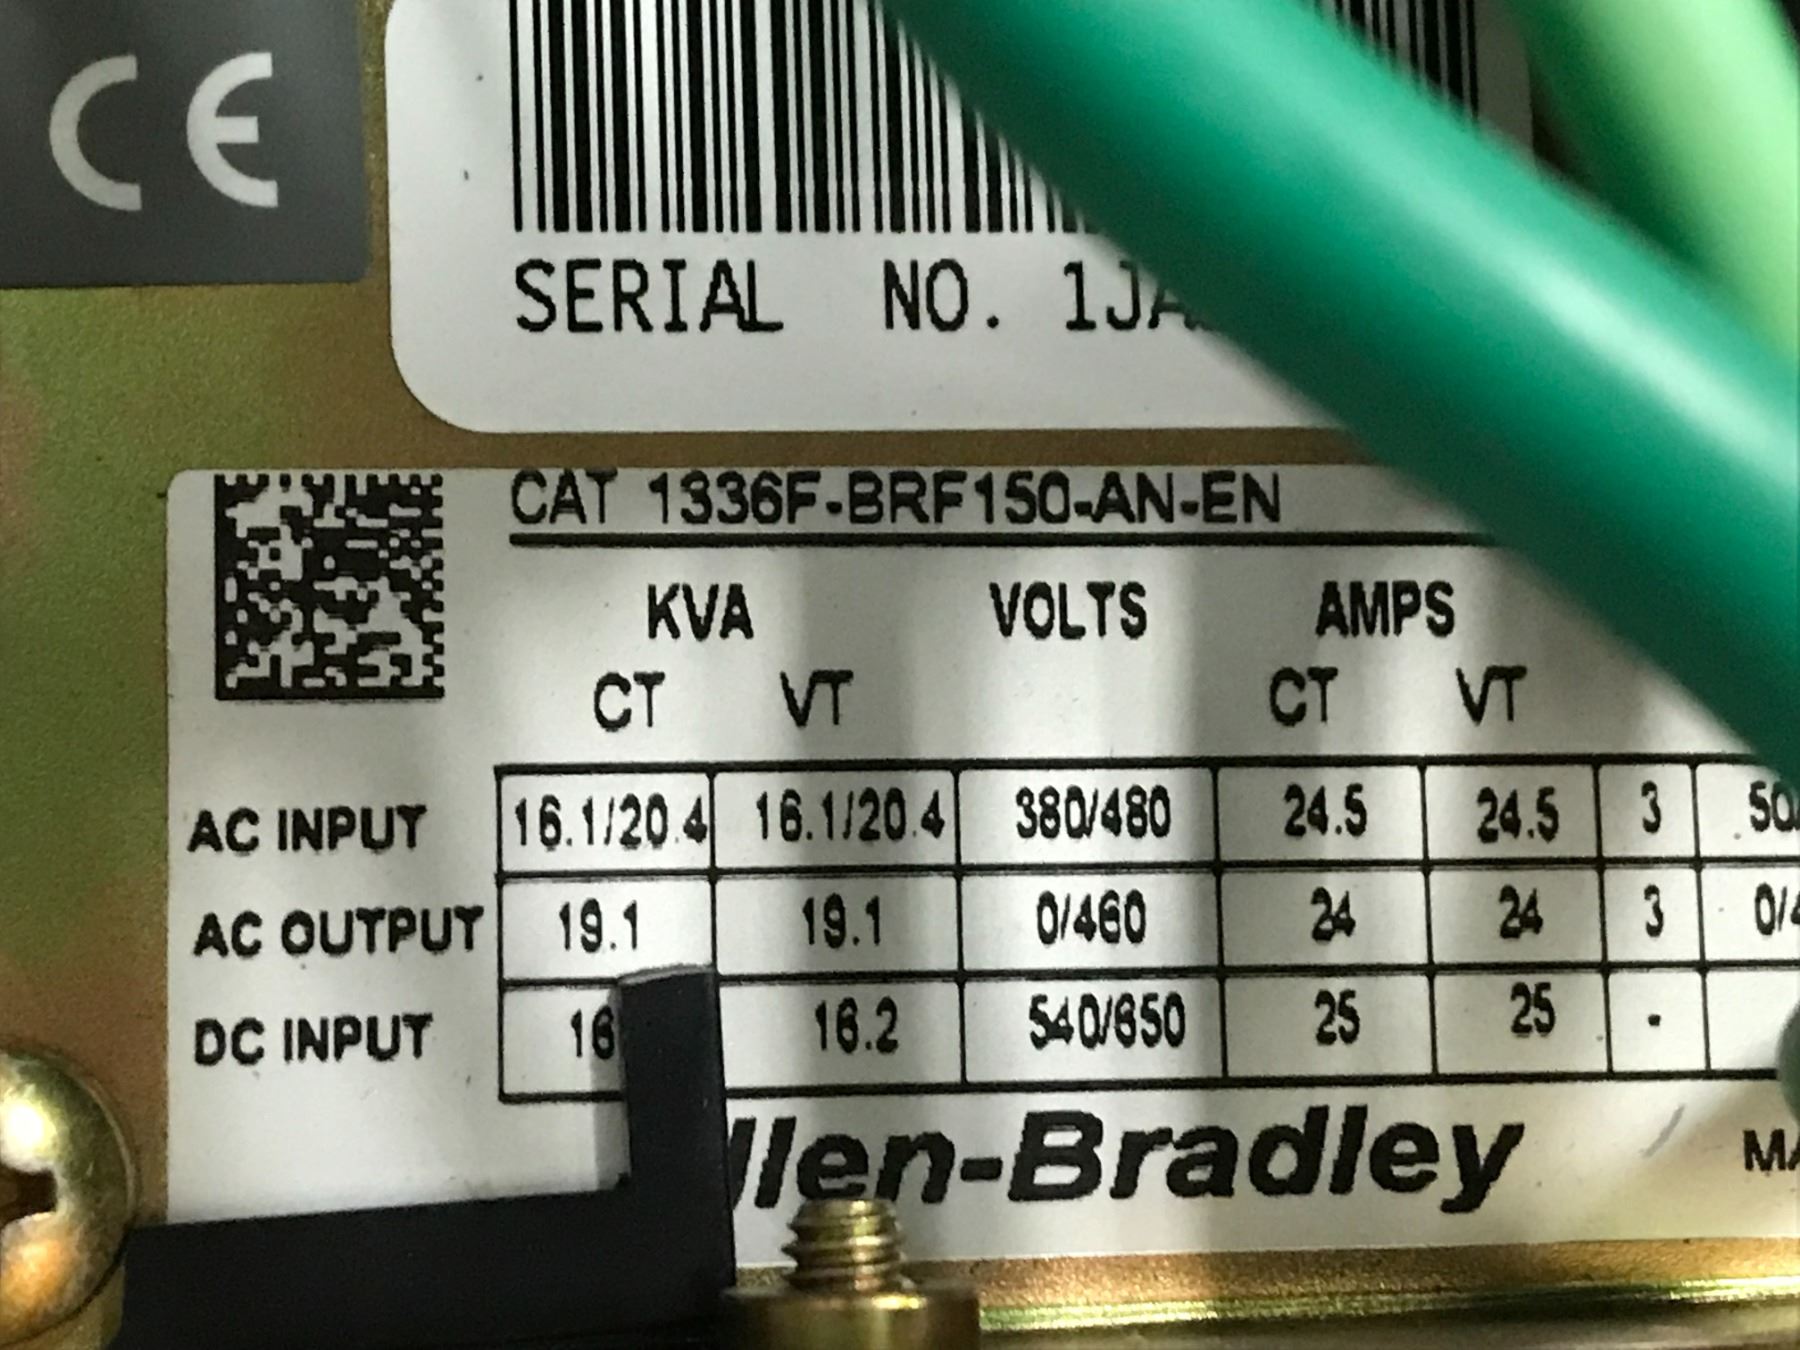 CE
SERIAL NO. 1JA
CAT 1336F-BRF150-AN-EN
KVA VOLTS AMPS
CT VT CT VT
AC INPUT 16.1/20.4 16.1/20.4 380/480 24.5 24.5 3
AC OUTPUT 19.1 19.1 0/460 24 24 3
DC INPUT 16 16.2 540/650 25 25 -
llen-Bradley